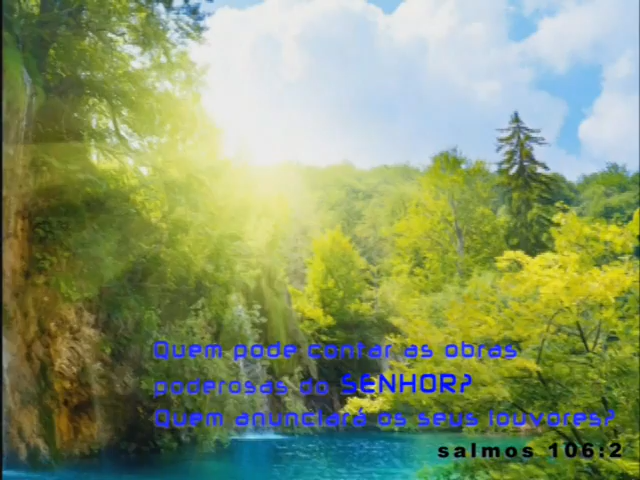 Quem pode contar as obras
poderosas do SENHOR?
Quem anunciará os seus louvores?
salmos 106:2